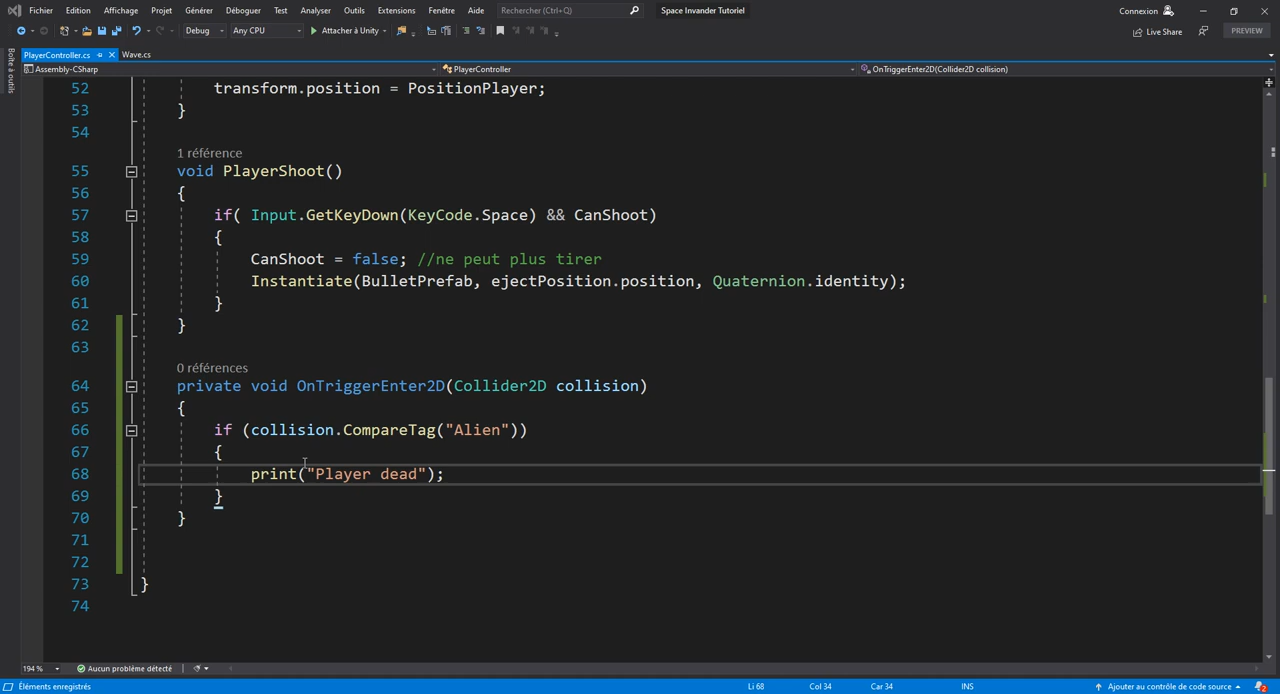 Fichier Edition Affichage Projet Générer Déboguer Test Analyser Outils Extensions Fenêtre Aide Rechercher (Ctrl+Q) Space Invander Tutoriel Connexion
Debug Any CPU Attacher à Unity Live Share PREVIEW
PlayerController.cs Wave.cs
Boîte à outils
Assembly-CSharp PlayerController OnTriggerEnter2D(Collider2D collision)
52 transform.position = PositionPlayer;
53 }
54
1 référence
55 void PlayerShoot()
56 {
57 if( Input.GetKeyDown(KeyCode.Space) && CanShoot)
58 {
59 CanShoot = false; //ne peut plus tirer
60 Instantiate(BulletPrefab, ejectPosition.position, Quaternion.identity);
61 }
62 }
63
0 références
64 private void OnTriggerEnter2D(Collider2D collision)
65 {
66 if (collision.CompareTag("Alien"))
67 {
68 print("Player dead");
69 }
70 }
71
72
73 }
74
194 % Aucun problème détecté
Éléments enregistrés Li 68 Col 34 Car 34 INS Ajouter au contrôle de code source 2